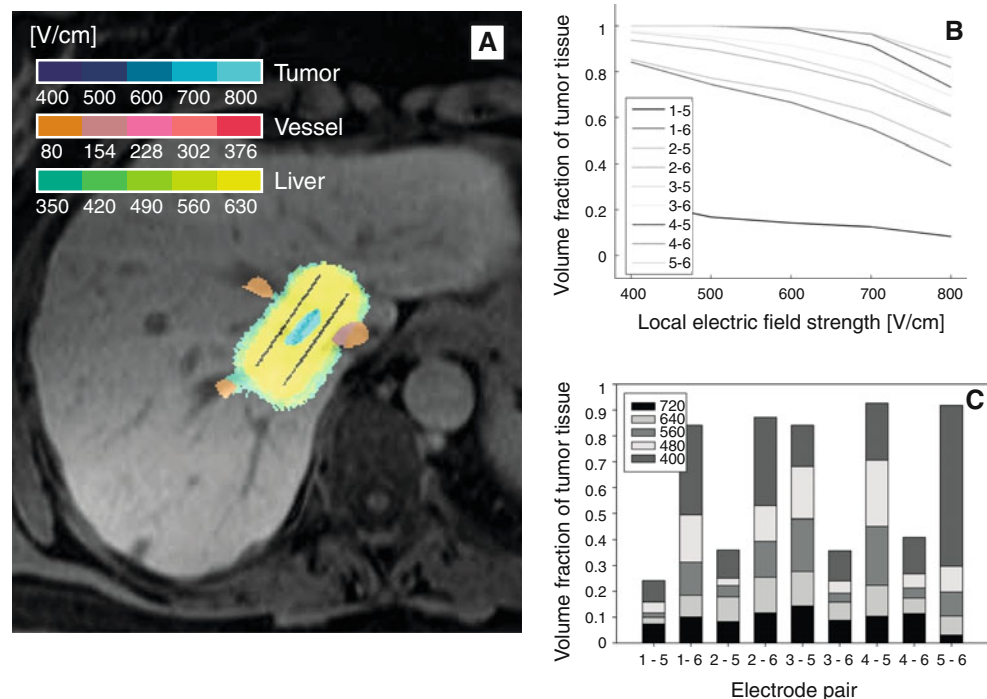 [V/cm]
A
Tumor
400 500 600 700 800
Vessel
80 154 228 302 376
Liver
350 420 490 560 630
B
Volume fraction of tumor tissue
1
0.8
0.6
0.4
0.2
0
1-5
1-6
2-5
2-6
3-5
3-6
4-5
4-6
5-6
400 500 600 700 800
Local electric field strength [V/cm]
C
Volume fraction of tumor tissue
1
0.9
0.8
0.7
0.6
0.5
0.4
0.3
0.2
0.1
0
720
640
560
480
400
1 - 5 1 - 6 2 - 5 2 - 6 3 - 5 3 - 6 4 - 5 4 - 6 5 - 6
Electrode pair